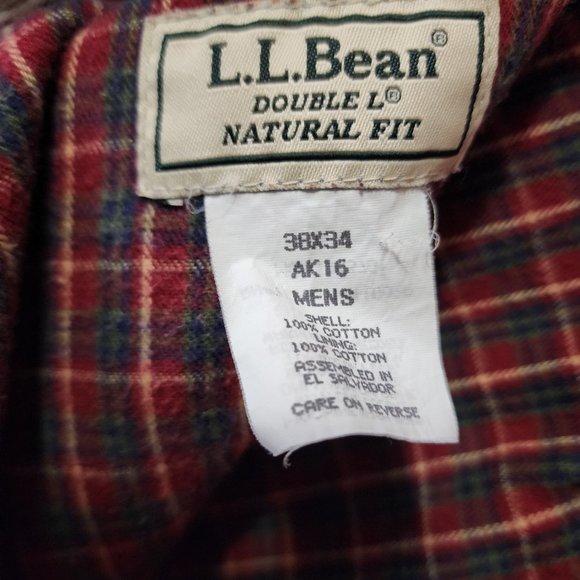 L.L.Bean®
DOUBLE L®
NATURAL FIT
38X34
AK16
MENS
SHELL:
100% COTTON
LINING:
100% COTTON
ASSEMBLED IN
EL SALVADOR
CARE ON REVERSE